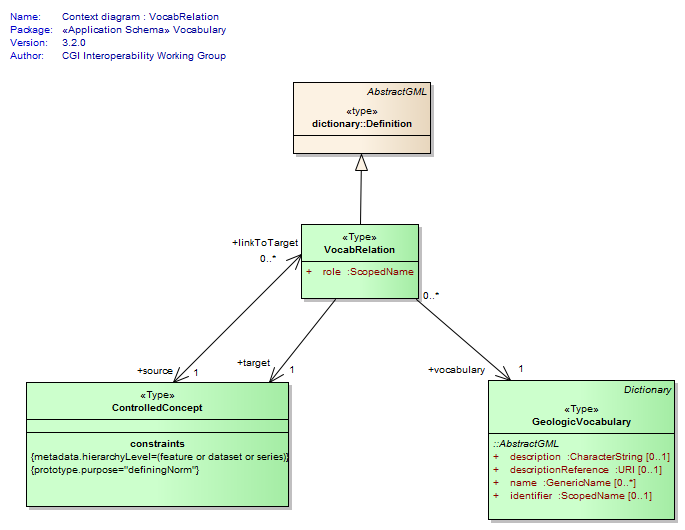 Name: Context diagram : VocabRelation
Package: «Application Schema» Vocabulary
Version: 3.2.0
Author: CGI Interoperability Working Group
AbstractGML
«type»
dictionary::Definition
+linkToTarget
0..*
«Type»
VocabRelation
+ role :ScopedName
0..*
+source
1
+target
1
+vocabulary
1
«Type»
ControlledConcept
constraints
{metadata.hierarchyLevel=(feature or dataset or series)}
{prototype.purpose="definingNorm"}
Dictionary
«Type»
GeologicVocabulary
::AbstractGML
+ description :CharacterString [0..1]
+ descriptionReference :URI [0..1]
+ name :GenericName [0..*]
+ identifier :ScopedName [0..1]